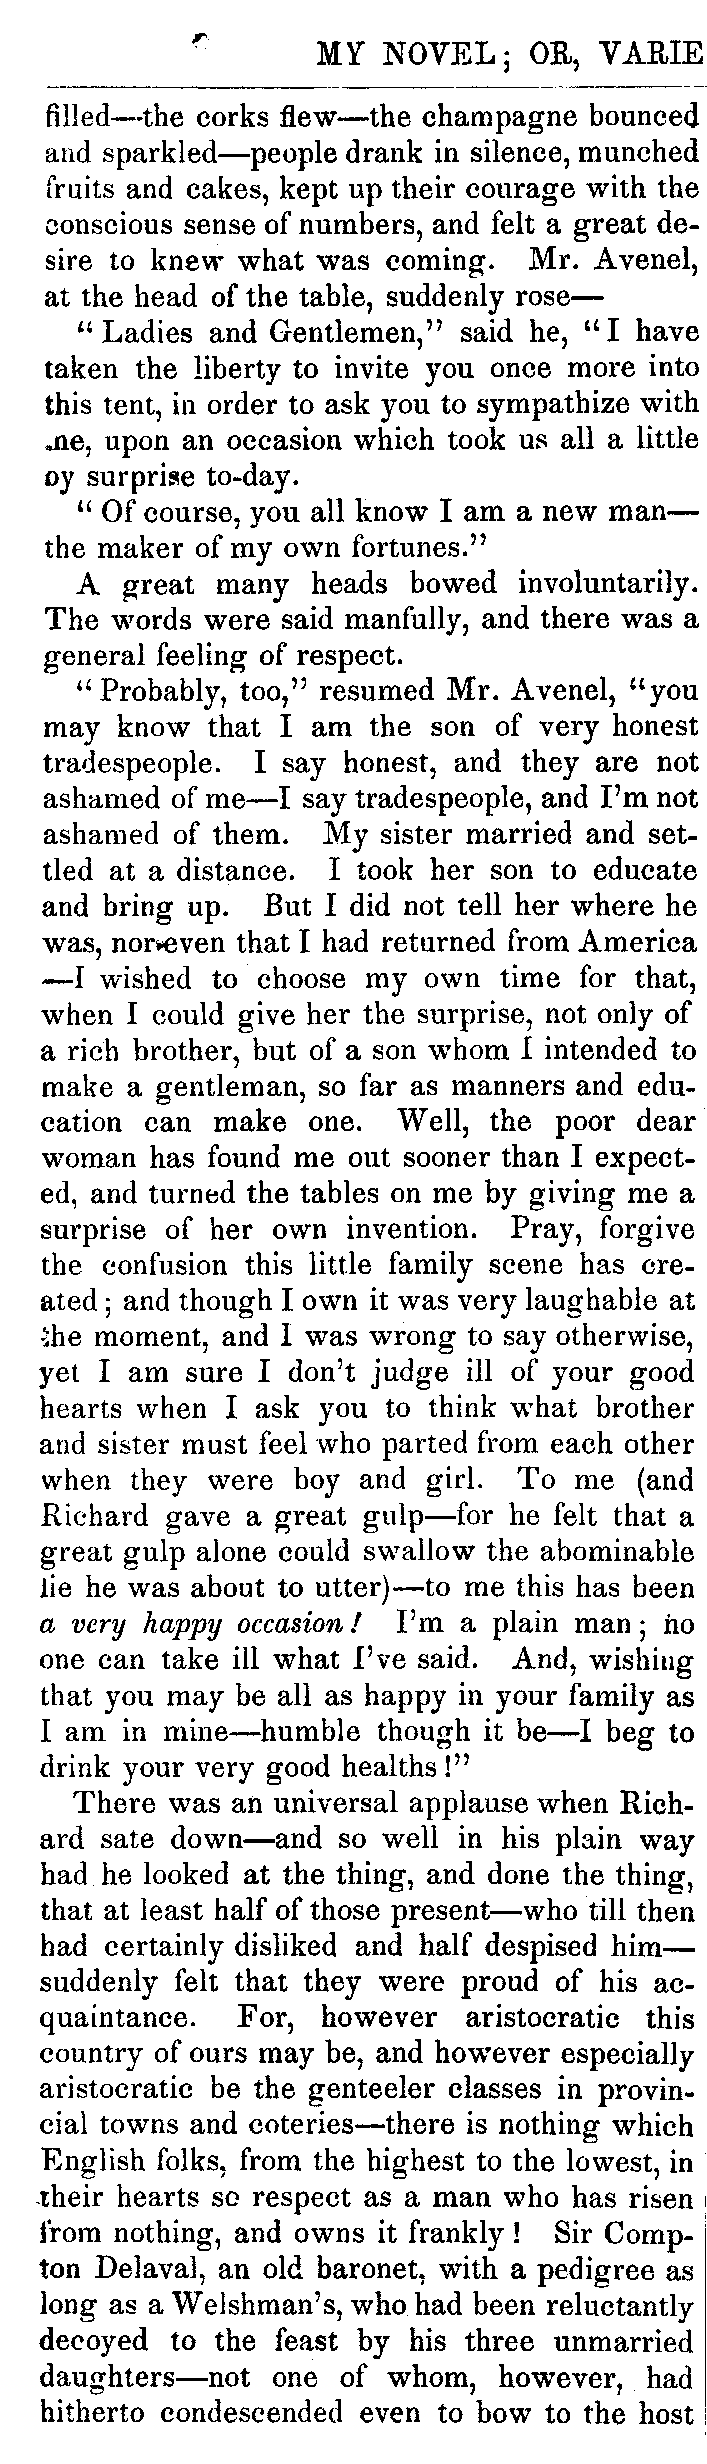 MY NOVEL; OR, VARIE
filled—the corks flew—the champagne bounced
and sparkled—people drank in silence, munched
fruits and cakes, kept up their courage with the
conscious sense of numbers, and felt a great de-
sire to knew what was coming. Mr. Avenel,
at the head of the table, suddenly rose—
"Ladies and Gentlemen," said he, "I have
taken the liberty to invite you once more into
this tent, in order to ask you to sympathize with
me, upon an occasion which took us all a little
by surprise to-day.
"Of course, you all know I am a new man—
the maker of my own fortunes."
A great many heads bowed involuntarily.
The words were said manfully, and there was a
general feeling of respect.
"Probably, too," resumed Mr. Avenel, "you
may know that I am the son of very honest
tradespeople. I say honest, and they are not
ashamed of me—I say tradespeople, and I'm not
ashamed of them. My sister married and set-
tled at a distance. I took her son to educate
and bring up. But I did not tell her where he
was, nor even that I had returned from America
—I wished to choose my own time for that,
when I could give her the surprise, not only of
a rich brother, but of a son whom I intended to
make a gentleman, so far as manners and edu-
cation can make one. Well, the poor dear
woman has found me out sooner than I expect-
ed, and turned the tables on me by giving me a
surprise of her own invention. Pray, forgive
the confusion this little family scene has cre-
ated; and though I own it was very laughable at
the moment, and I was wrong to say otherwise,
yet I am sure I don't judge ill of your good
hearts when I ask you to think what brother
and sister must feel who parted from each other
when they were boy and girl. To me (and
Richard gave a great gulp—for he felt that a
great gulp alone could swallow the abominable
lie he was about to utter)—to me this has been
a very happy occasion! I'm a plain man; no
one can take ill what I've said. And, wishing
that you may be all as happy in your family as
I am in mine—humble though it be—I beg to
drink your very good healths!"
There was an universal applause when Rich-
ard sate down—and so well in his plain way
had he looked at the thing, and done the thing,
that at least half of those present—who till then
had certainly disliked and half despised him—
suddenly felt that they were proud of his ac-
quaintance. For, however aristocratic this
country of ours may be, and however especially
aristocratic be the genteeler classes in provin-
cial towns and coteries—there is nothing which
English folks, from the highest to the lowest, in
their hearts so respect as a man who has risen
from nothing, and owns it frankly! Sir Comp-
ton Delaval, an old baronet, with a pedigree as
long as a Welshman's, who had been reluctantly
decoyed to the feast by his three unmarried
daughters—not one of whom, however, had
hitherto condescended even to bow to the host